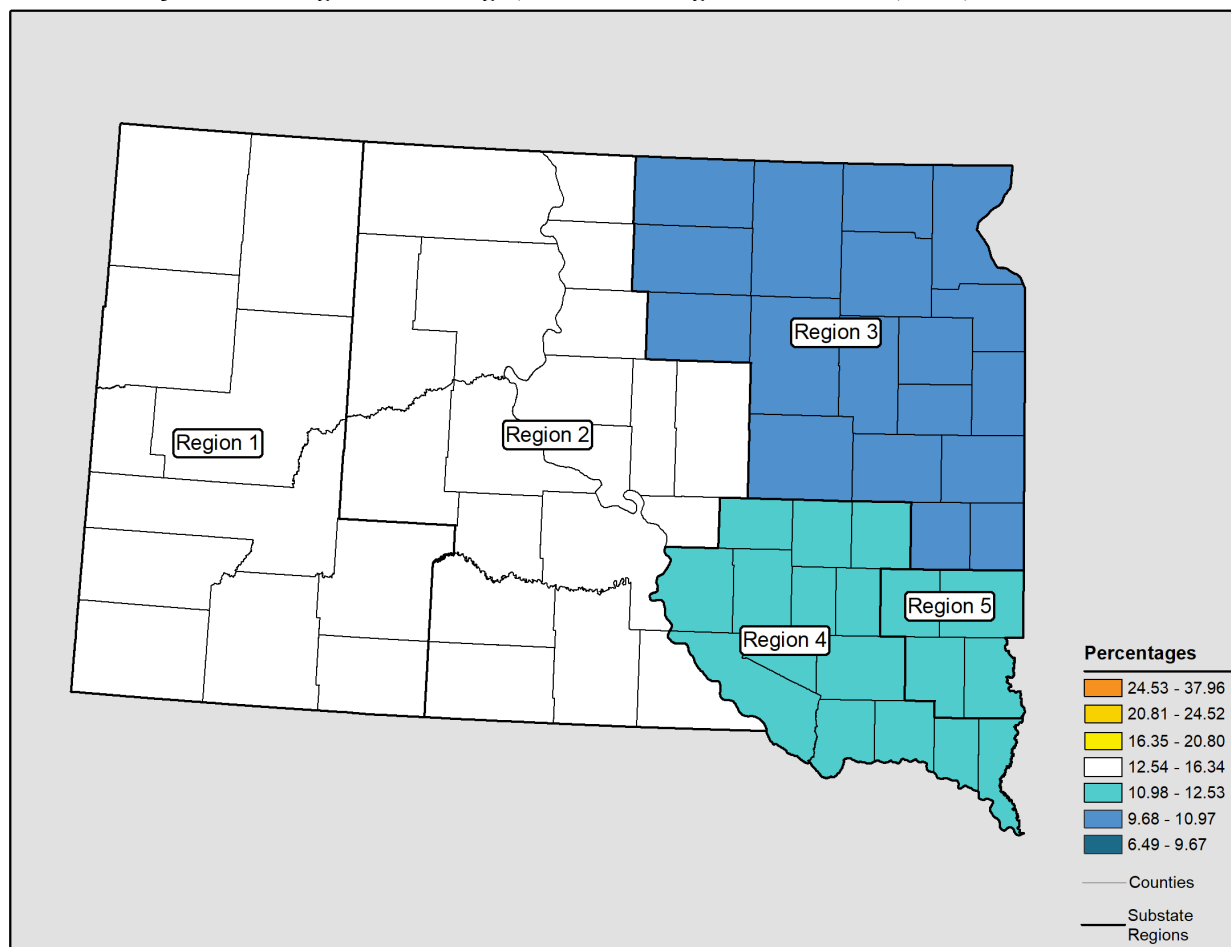 Region 3
Region 2
Region 1
Region 5
Region 4
Percentages
24.53 - 37.96
20.81 - 24.52
16.35 - 20.80
12.54 - 16.34
10.98 - 12.53
9.68 - 10.97
6.49 - 9.67
Counties
Substate
Regions